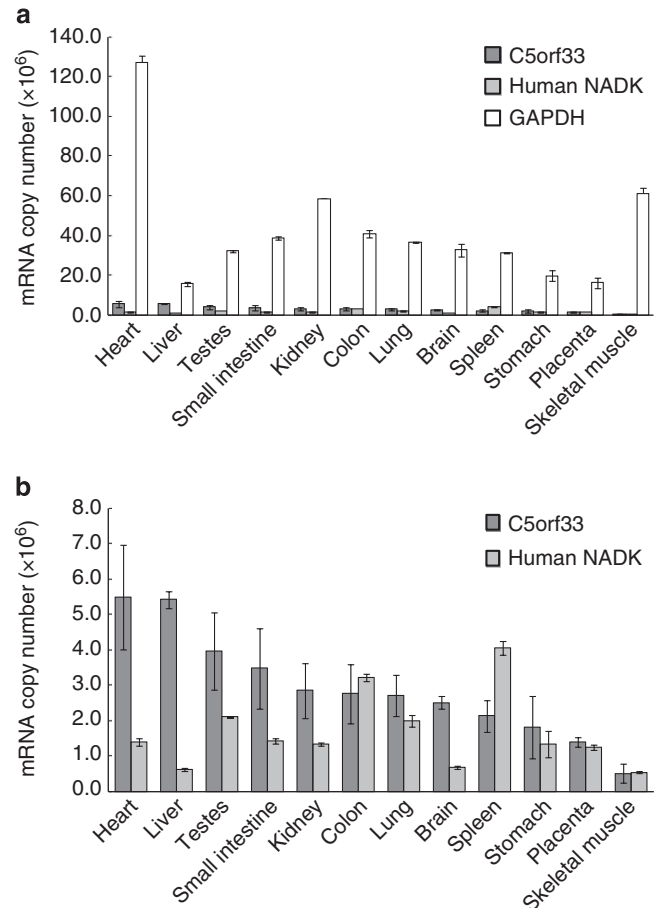 a
mRNA copy number (×10⁶)
140.0
120.0
100.0
80.0
60.0
40.0
20.0
0.0
C5orf33
Human NADK
GAPDH
Heart
Liver
Testes
Small intestine
Kidney
Colon
Lung
Brain
Spleen
Stomach
Placenta
Skeletal muscle
b
mRNA copy number (×10⁶)
8.0
7.0
6.0
5.0
4.0
3.0
2.0
1.0
0.0
C5orf33
Human NADK
Heart
Liver
Testes
Small intestine
Kidney
Colon
Lung
Brain
Spleen
Stomach
Placenta
Skeletal muscle